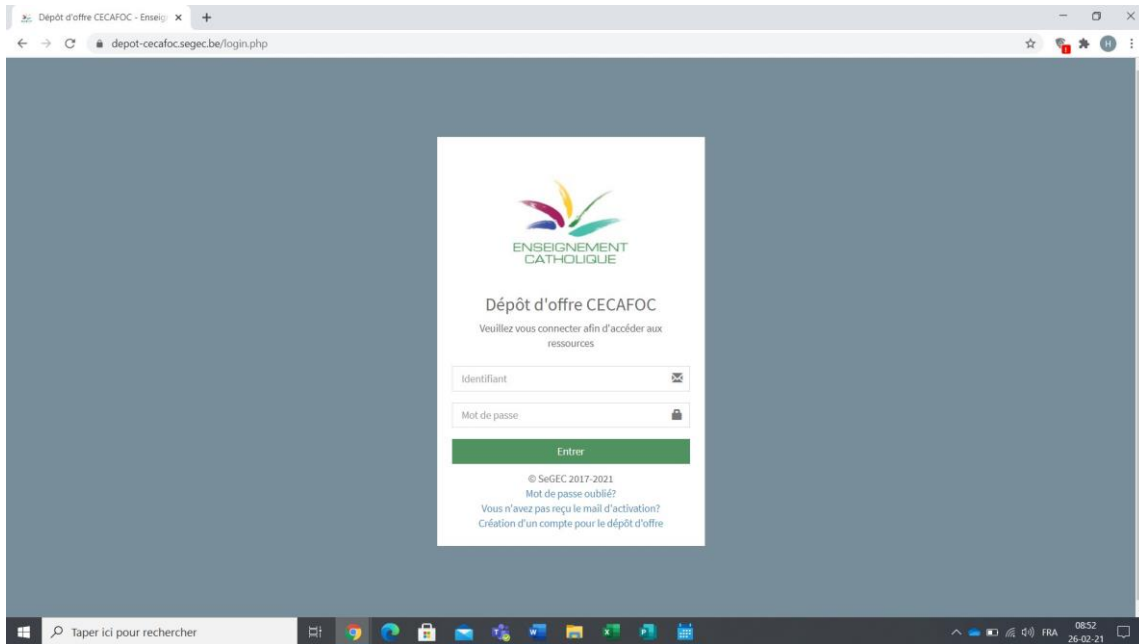 Dépôt d'offre CECAFOC - Enseig
depot-cecafoc.segec.be/login.php
H
ENSEIGNEMENT
CATHOLIQUE
Dépôt d'offre CECAFOC
Veuillez vous connecter afin d'accéder aux
ressources
Identifiant
Mot de passe
Entrer
© SeGEC 2017-2021
Mot de passe oublié?
Vous n'avez pas reçu le mail d'activation?
Création d'un compte pour le dépôt d'offre
Taper ici pour rechercher
FRA
08:52
26-02-21